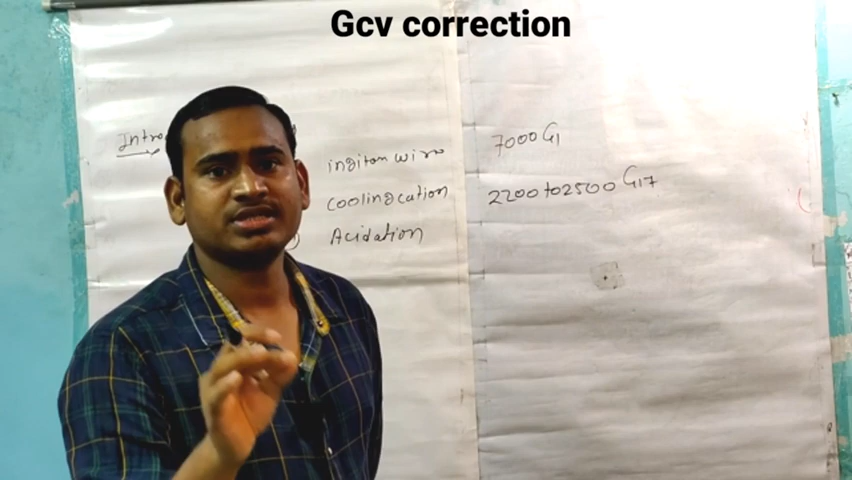 Gcv correction
Intro
ingiton wire
coolingcation
Acidation
7000 G1
2200 to 2500 G17